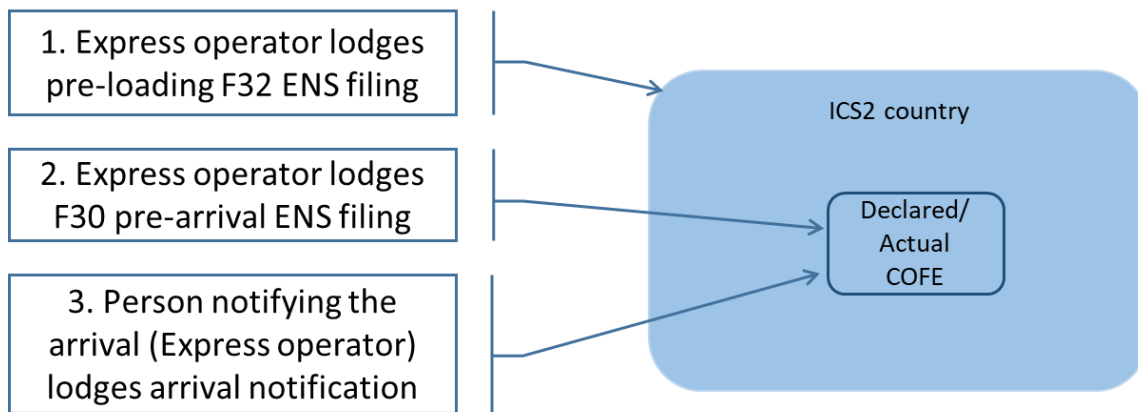 1. Express operator lodges
pre-loading F32 ENS filing
ICS2 country
2. Express operator lodges
F30 pre-arrival ENS filing
Declared/
Actual
COFE
3. Person notifying the
arrival (Express operator)
lodges arrival notification